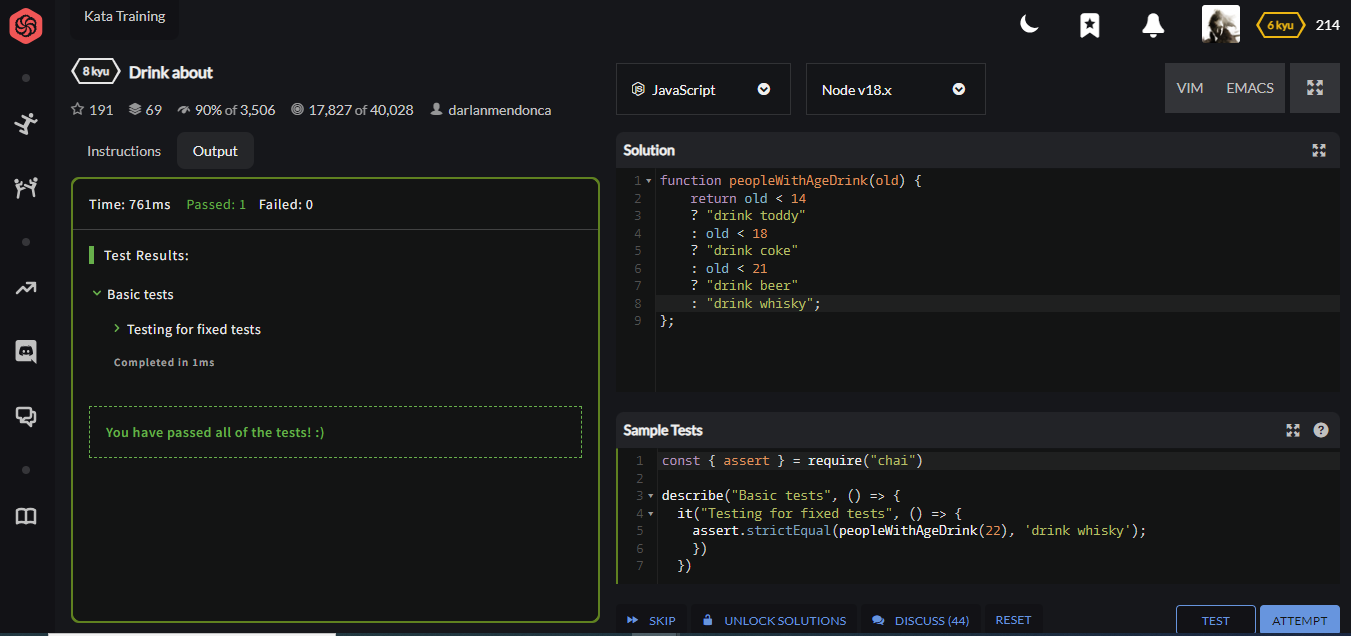 Kata Training
6 kyu 214
8 kyu Drink about
191 69 90% of 3,506 17,827 of 40,028 darlanmendonca
JavaScript Node v18.x VIM EMACS
Instructions Output
Time: 761ms Passed: 1 Failed: 0
Test Results:
Basic tests
Testing for fixed tests
Completed in 1ms
You have passed all of the tests! :)
Solution
1 function peopleWithAgeDrink(old) {
2 return old < 14
3 ? "drink toddy"
4 : old < 18
5 ? "drink coke"
6 : old < 21
7 ? "drink beer"
8 : "drink whisky";
9 };
Sample Tests
1 const { assert } = require("chai")
2
3 describe("Basic tests", () => {
4 it("Testing for fixed tests", () => {
5 assert.strictEqual(peopleWithAgeDrink(22), 'drink whisky');
6 })
7 })
SKIP UNLOCK SOLUTIONS DISCUSS (44) RESET TEST ATTEMPT